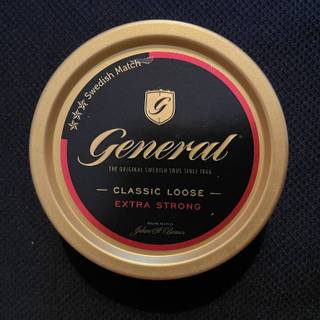 Swedish Match
G
General
THE ORIGINAL SWEDISH SNUS SINCE 1866
CLASSIC LOOSE
EXTRA STRONG